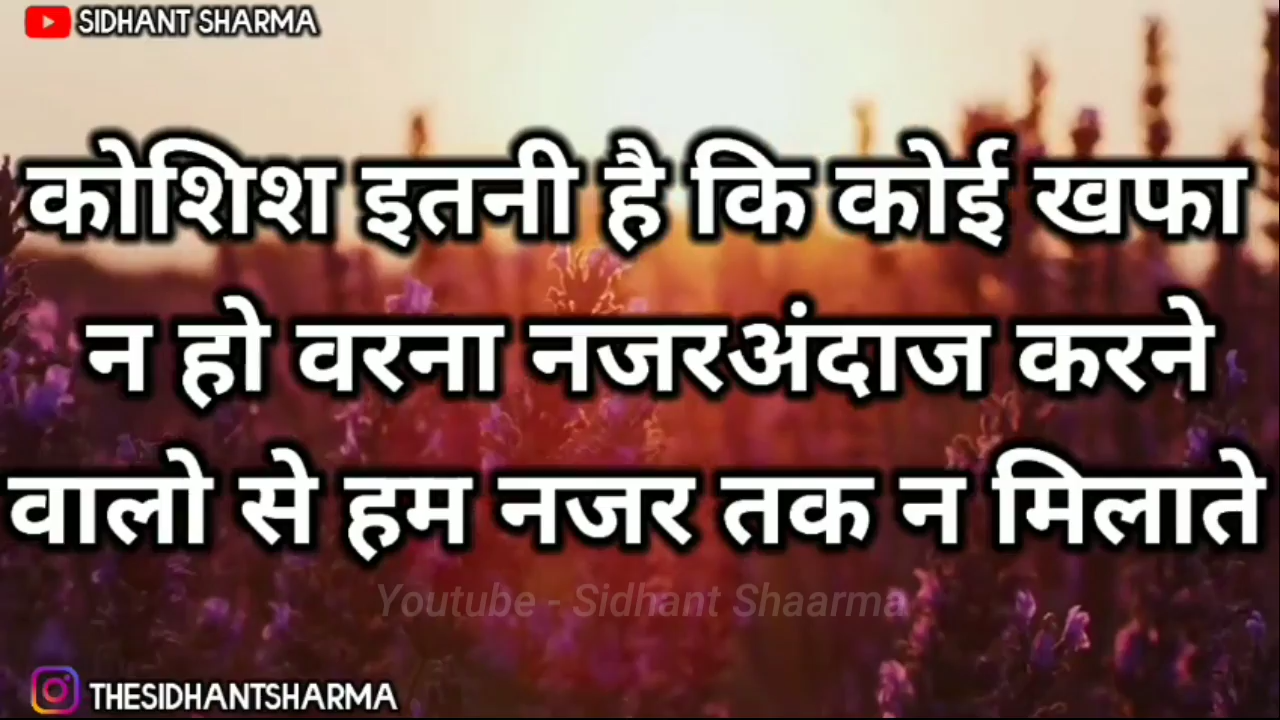 SIDHANT SHARMA
कोशिश इतनी है कि कोई खफा
न हो वरना नजरअंदाज करने
वालो से हम नजर तक न मिलाते
Youtube - Sidhant Shaarma
THESIDHANTSHARMA